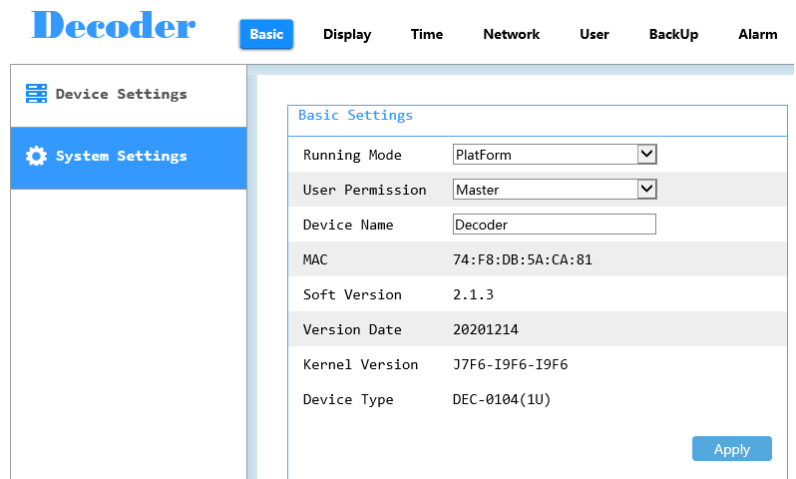 Decoder
Basic Display Time Network User BackUp Alarm
Device Settings
System Settings
Basic Settings
Running Mode PlatForm
User Permission Master
Device Name Decoder
MAC 74:F8:DB:5A:CA:81
Soft Version 2.1.3
Version Date 20201214
Kernel Version J7F6-I9F6-I9F6
Device Type DEC-0104(1U)
Apply